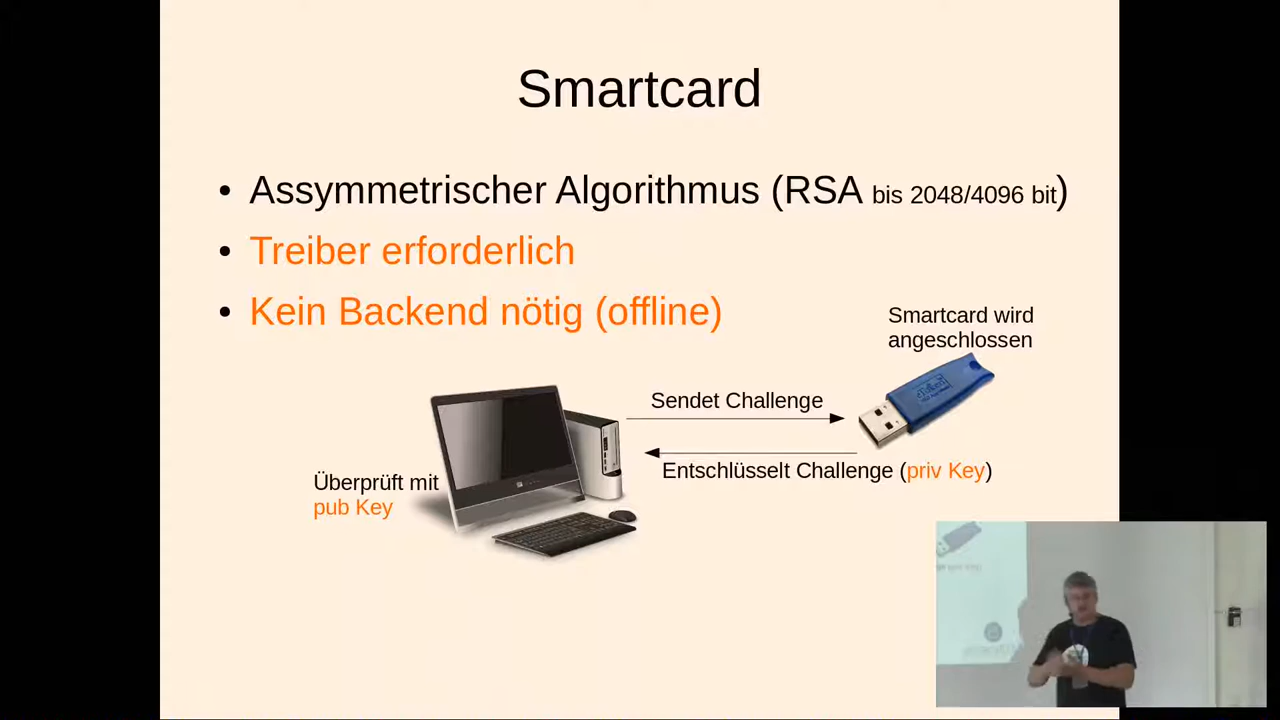 Smartcard
Assymmetrischer Algorithmus (RSA bis 2048/4096 bit)
Treiber erforderlich
Kein Backend nötig (offline)
Smartcard wird
angeschlossen
Sendet Challenge
Entschlüsselt Challenge (priv Key)
Überprüft mit
pub Key